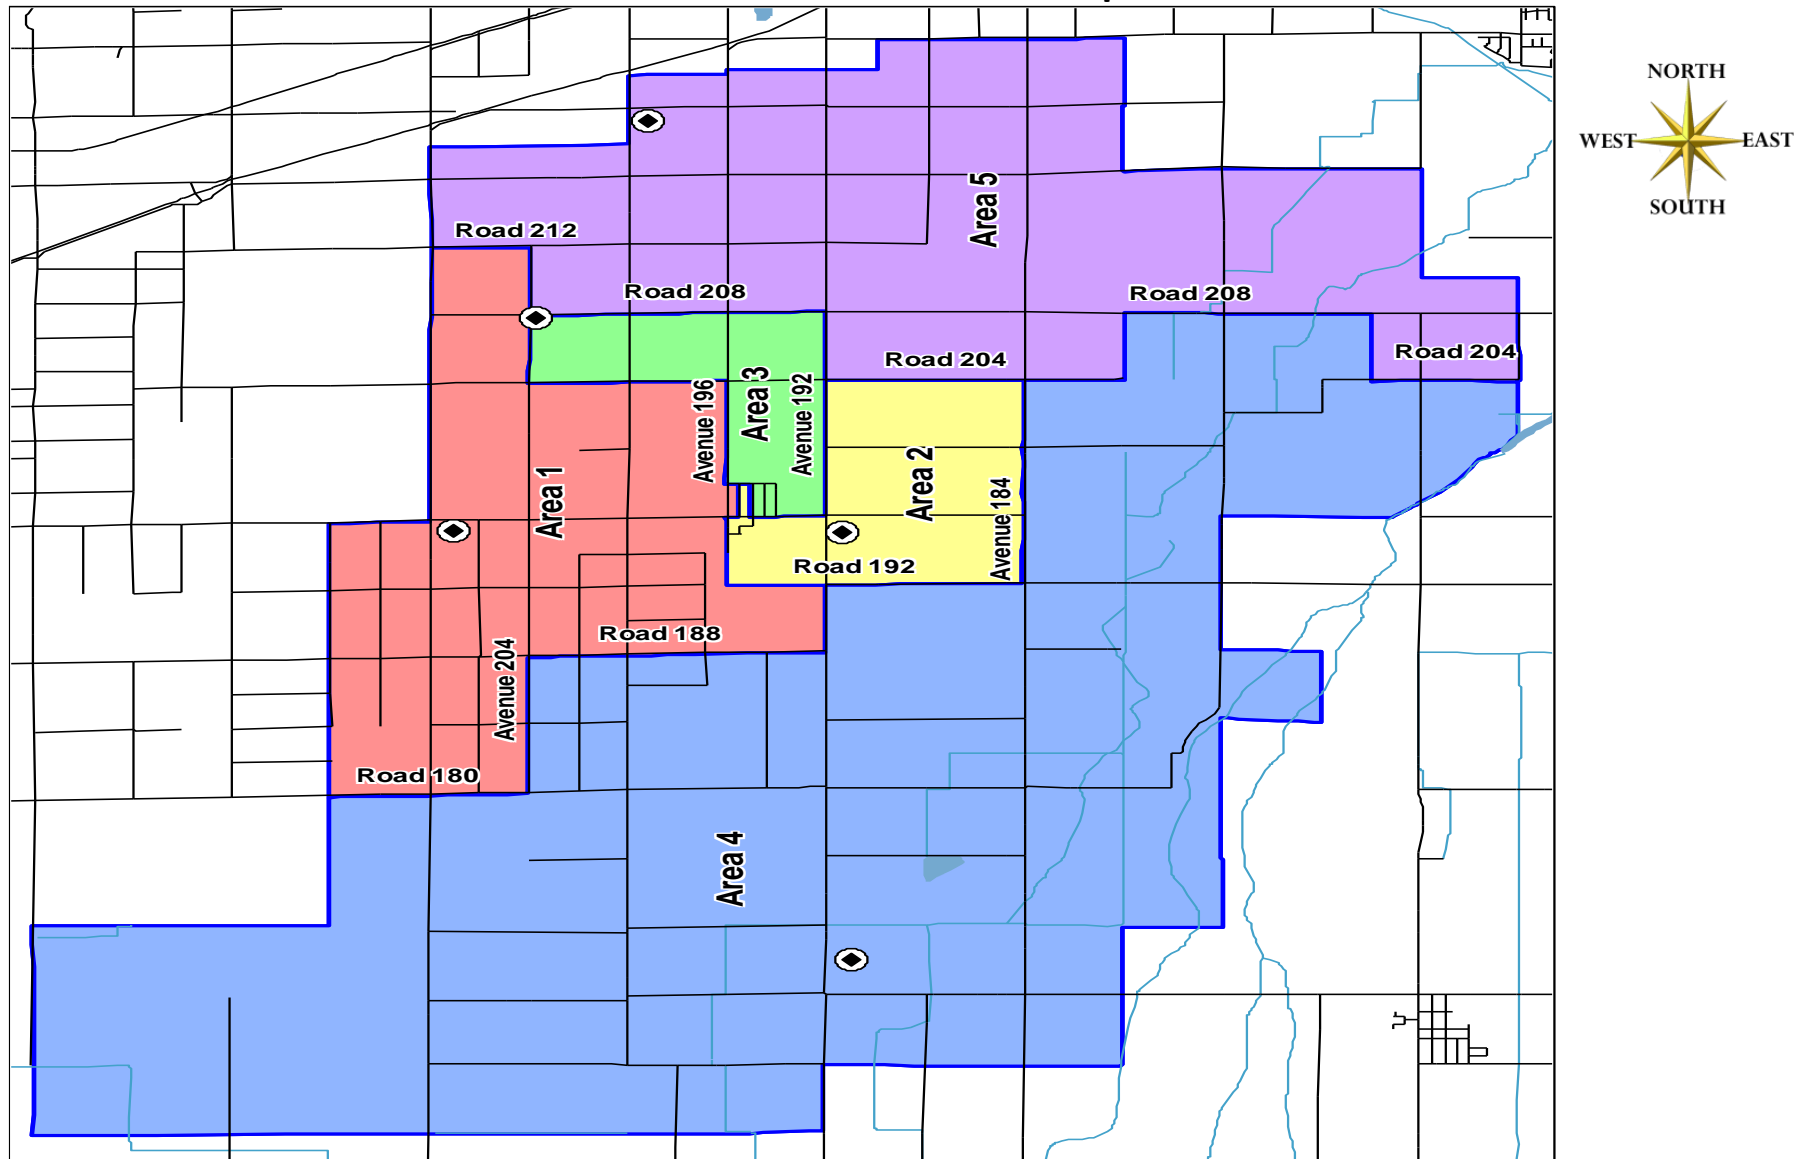 NORTH
WEST
EAST
SOUTH
Area 5
Road 212
Road 208
Road 208
Road 204
Road 204
Avenue 196
Area 3
Avenue 192
Area 1
Area 2
Avenue 184
Road 192
Road 188
Avenue 204
Road 180
Area 4